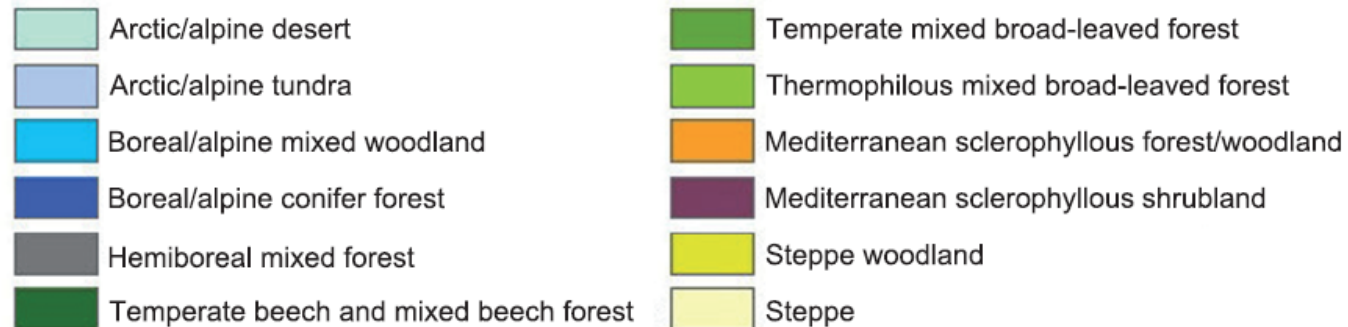 Arctic/alpine desert
Arctic/alpine tundra
Boreal/alpine mixed woodland
Boreal/alpine conifer forest
Hemiboreal mixed forest
Temperate beech and mixed beech forest
Temperate mixed broad-leaved forest
Thermophilous mixed broad-leaved forest
Mediterranean sclerophyllous forest/woodland
Mediterranean sclerophyllous shrubland
Steppe woodland
Steppe